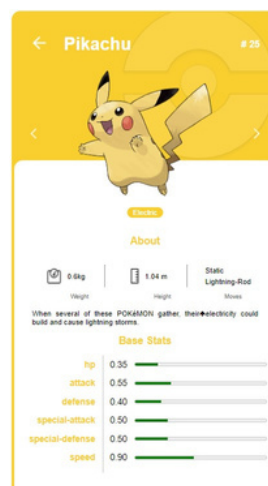 Pikachu
# 25
Electric
About
0.6kg
1.04 m
Static
Lightning-Rod
Weight
Height
Moves
When several of these POKéMON gather, their�electricity could
build and cause lightning storms.
Base Stats
hp 0.35
attack 0.55
defense 0.40
special-attack 0.50
special-defense 0.50
speed 0.90